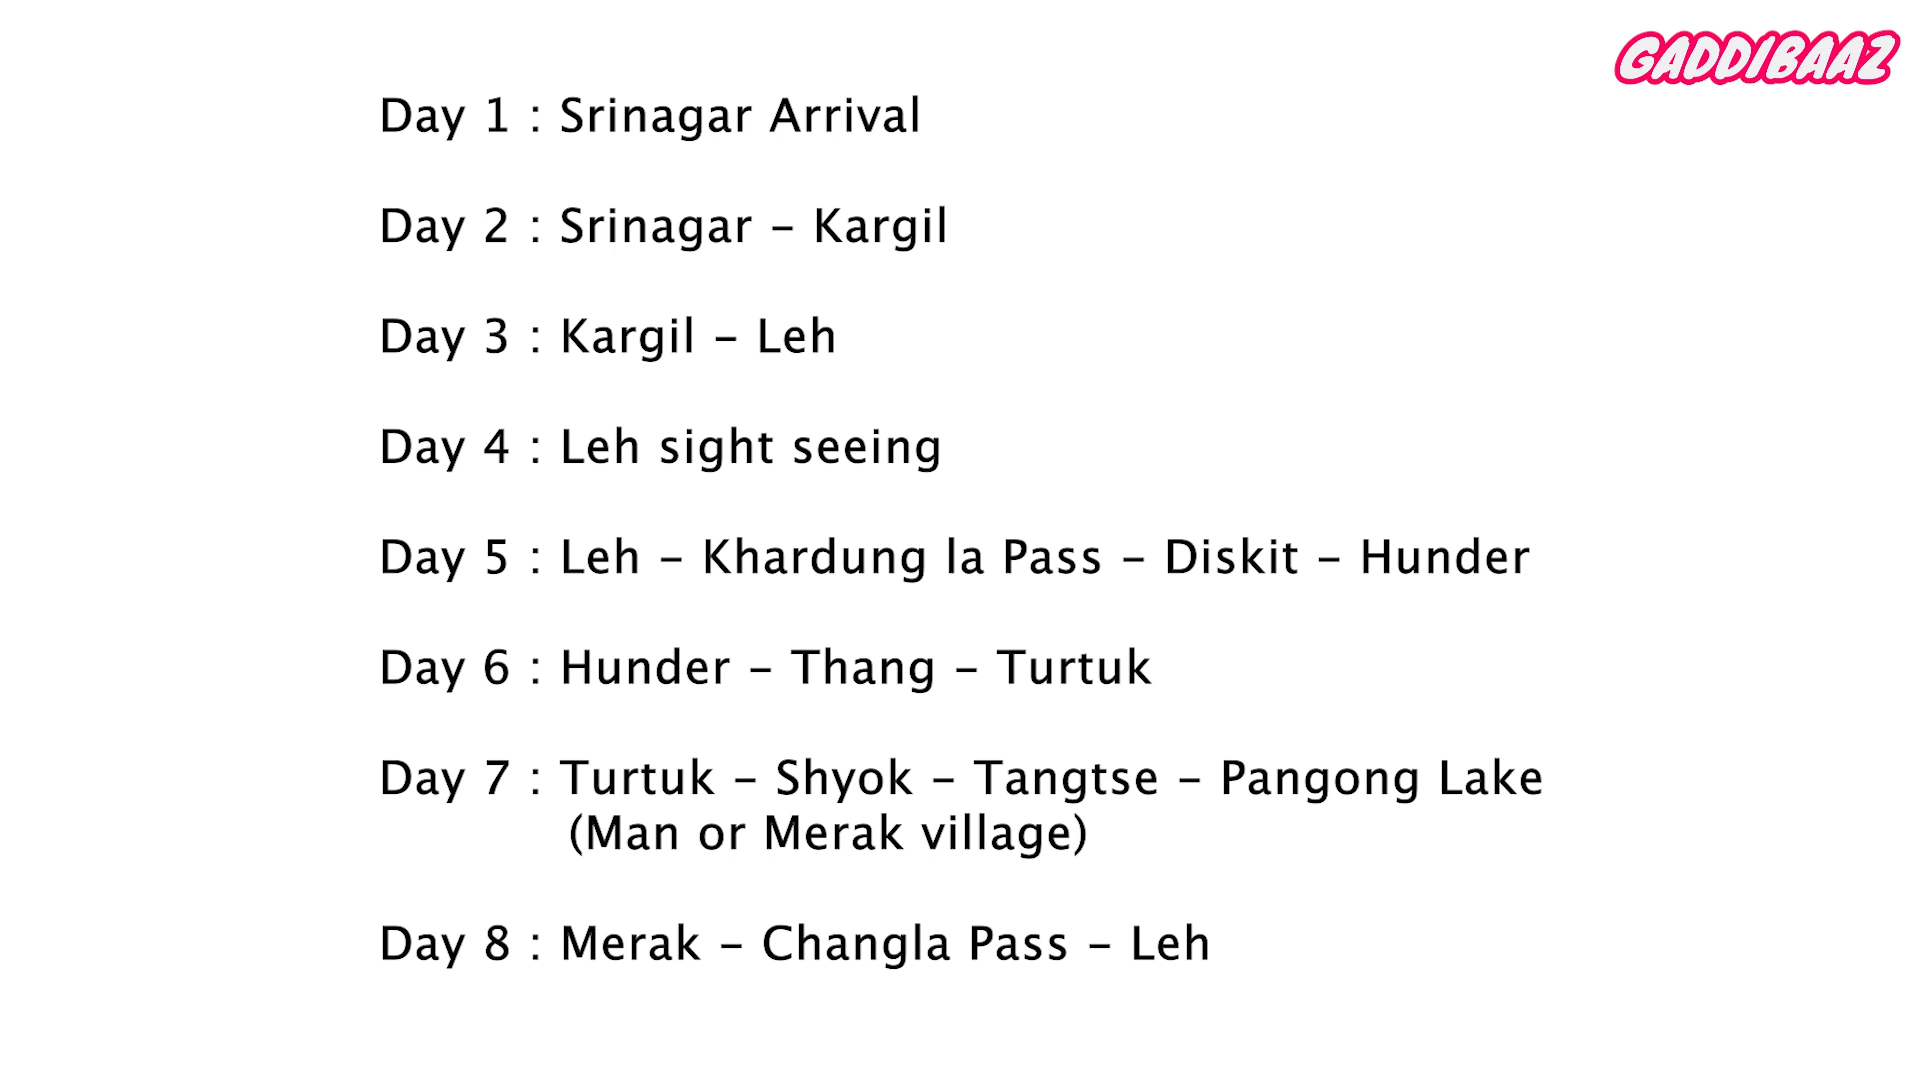 GADDIBAAZ
Day 1 : Srinagar Arrival
Day 2 : Srinagar – Kargil
Day 3 : Kargil – Leh
Day 4 : Leh sight seeing
Day 5 : Leh – Khardung la Pass – Diskit – Hunder
Day 6 : Hunder – Thang – Turtuk
Day 7 : Turtuk – Shyok – Tangtse – Pangong Lake
(Man or Merak village)
Day 8 : Merak – Changla Pass – Leh